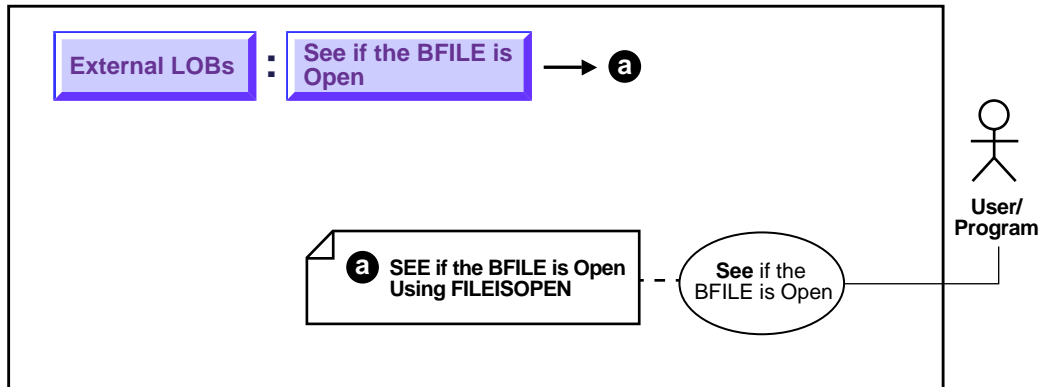 External LOBs : See if the BFILE is
Open
a
User/
Program
a SEE if the BFILE is Open
Using FILEISOPEN
See if the
BFILE is Open